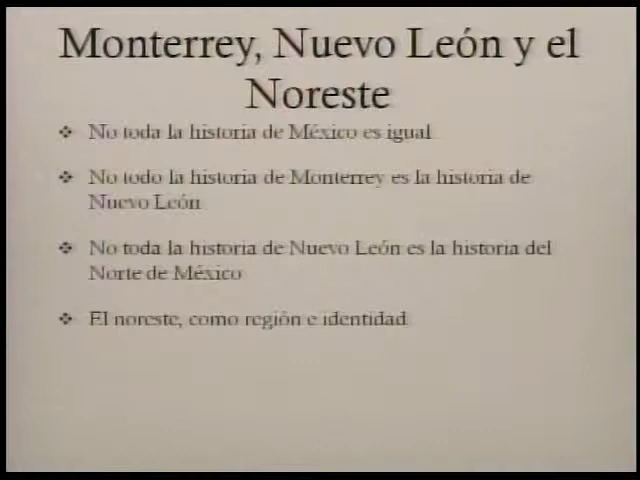 Monterrey, Nuevo León y el
Noreste
❖ No toda la historia de México es igual
❖ No todo la historia de Monterrey es la historia de
Nuevo León
❖ No toda la historia de Nuevo León es la historia del
Norte de México
❖ El noreste, como región e identidad